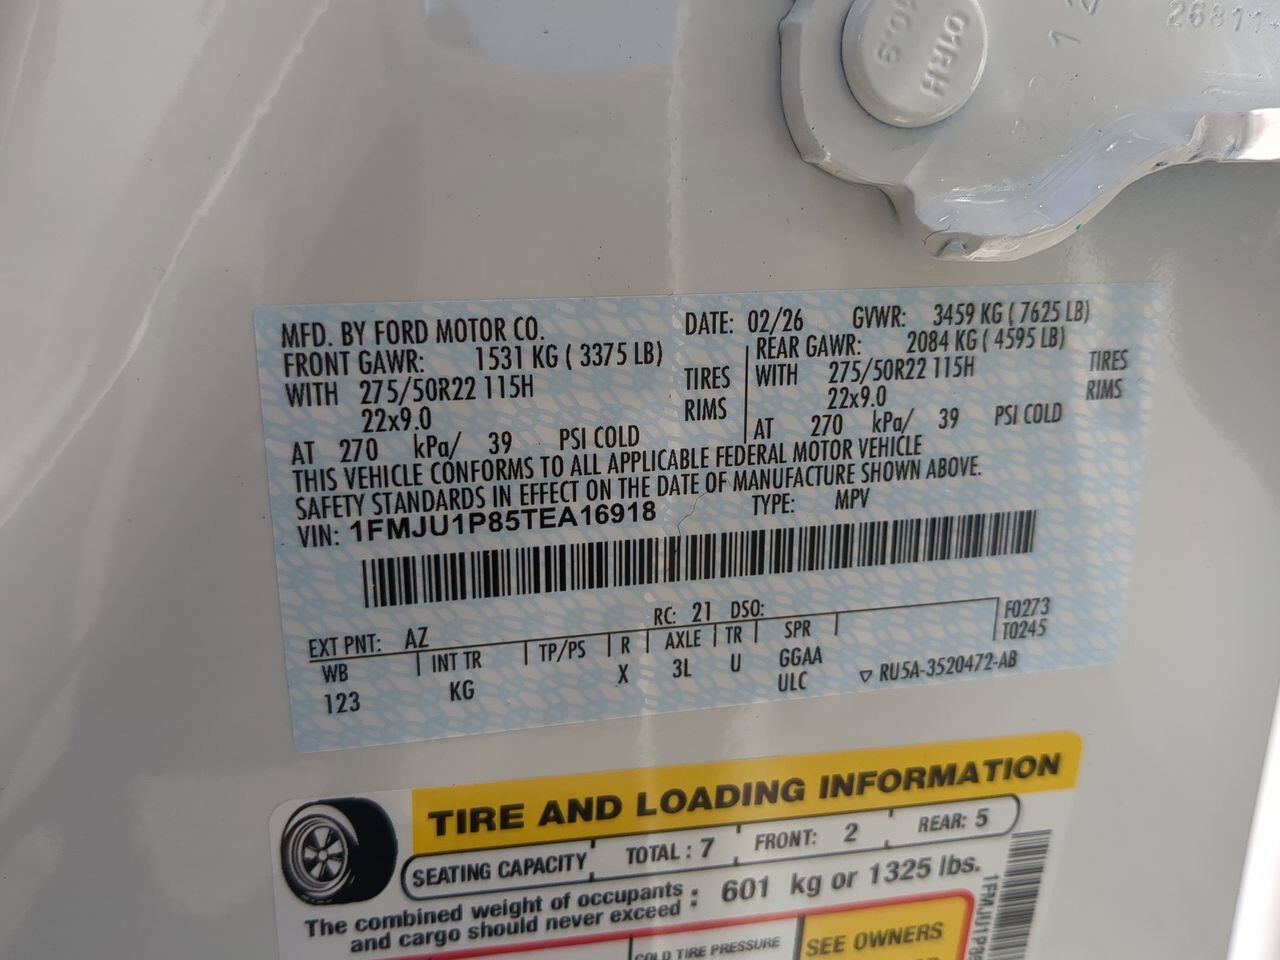 10.9
01RH
1 2
26811
MFD. BY FORD MOTOR CO.
DATE: 02/26 GVWR: 3459 KG ( 7625 LB)
FRONT GAWR: 1531 KG ( 3375 LB)
REAR GAWR: 2084 KG ( 4595 LB)
WITH 275/50R22 115H TIRES
WITH 275/50R22 115H TIRES
22x9.0 RIMS
22x9.0 RIMS
AT 270 kPa/ 39 PSI COLD
AT 270 kPa/ 39 PSI COLD
THIS VEHICLE CONFORMS TO ALL APPLICABLE FEDERAL MOTOR VEHICLE
SAFETY STANDARDS IN EFFECT ON THE DATE OF MANUFACTURE SHOWN ABOVE.
VIN: 1FMJU1P85TEA16918 TYPE: MPV
EXT PNT: AZ RC: 21 DSO: F0273
WB INT TR TP/PS R AXLE TR SPR T0245
123 KG X 3L U GGAA
ULC RU5A-3520472-AB
TIRE AND LOADING INFORMATION
SEATING CAPACITY TOTAL : 7 FRONT: 2 REAR: 5
The combined weight of occupants and cargo should never exceed : 601 kg or 1325 lbs.
COLD TIRE PRESSURE
SEE OWNERS
1FMJU1P85